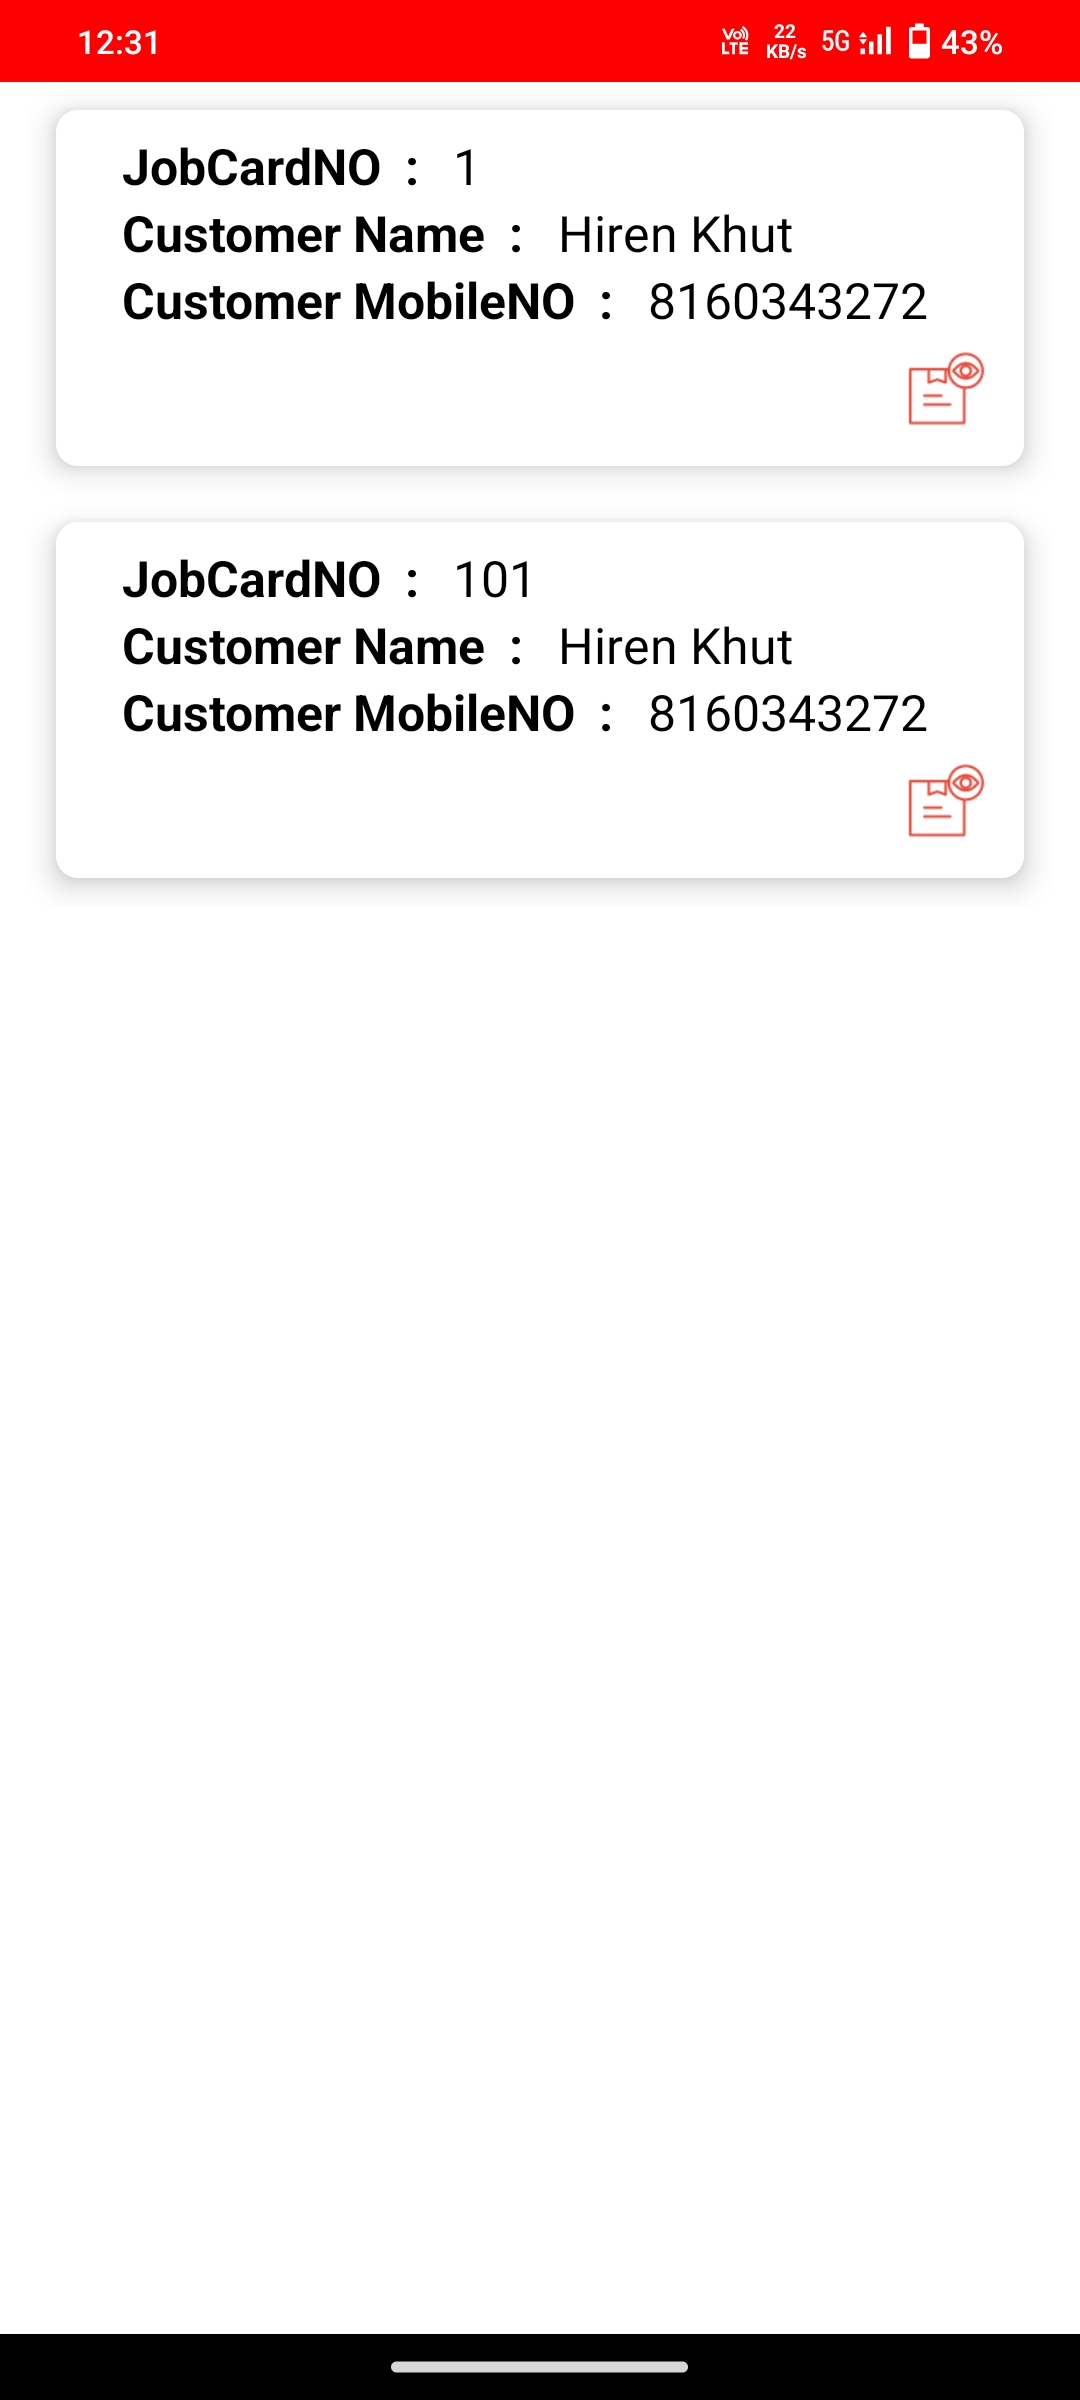 12:31 Vo)) LTE 22 KB/s 5G 43%
JobCardNO : 1
Customer Name : Hiren Khut
Customer MobileNO : 8160343272
JobCardNO : 101
Customer Name : Hiren Khut
Customer MobileNO : 8160343272